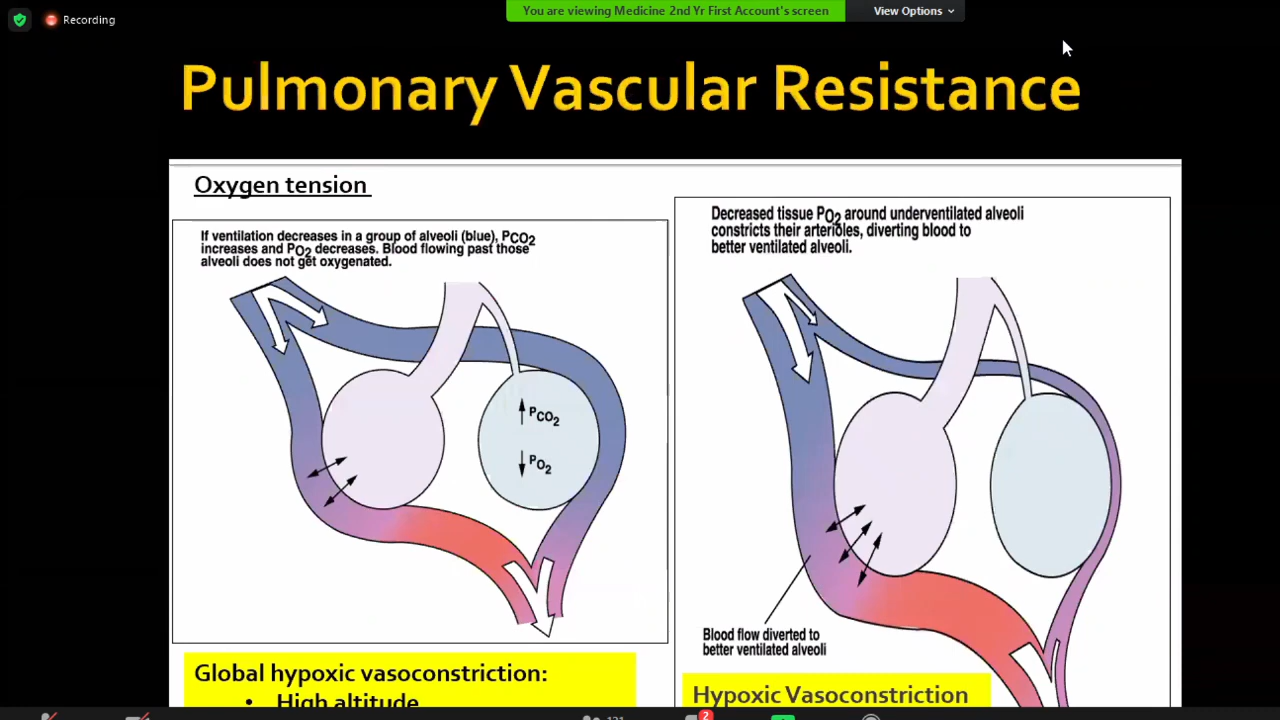 Recording
You are viewing Medicine 2nd Yr First Account's screen
View Options
Pulmonary Vascular Resistance
Oxygen tension
If ventilation decreases in a group of alveoli (blue), PCO2
increases and PO2 decreases. Blood flowing past those
alveoli does not get oxygenated.
PCO2
PO2
Global hypoxic vasoconstriction:
• High altitude
Decreased tissue PO2 around underventilated alveoli
constricts their arterioles, diverting blood to
better ventilated alveoli.
Blood flow diverted to
better ventilated alveoli
Hypoxic Vasoconstriction
2